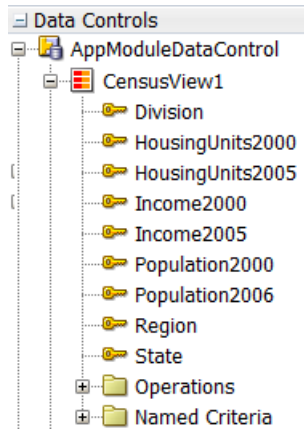 Data Controls
AppModuleDataControl
CensusView1
Division
HousingUnits2000
HousingUnits2005
Income2000
Income2005
Population2000
Population2006
Region
State
Operations
Named Criteria